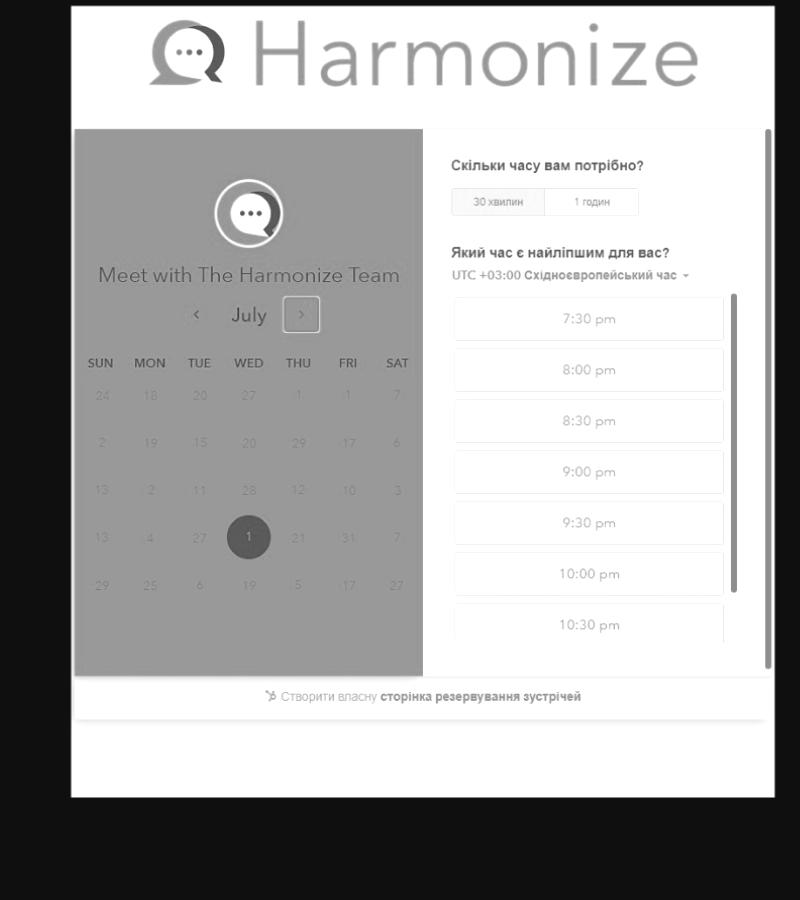 Harmonize
Meet with The Harmonize Team
July
SUN MON TUE WED THU FRI SAT
24 18 20 27 1 1 7
2 19 15 20 29 17 6
13 2 11 28 12 10 3
13 4 27 1 21 31 7
29 25 6 19 5 17 27
Скільки часу вам потрібно?
30 хвилин 1 годин
Який час є найліпшим для вас?
UTC +03:00 Східноєвропейський час
7:30 pm
8:00 pm
8:30 pm
9:00 pm
9:30 pm
10:00 pm
10:30 pm
Створити власну сторінка резервування зустрічей